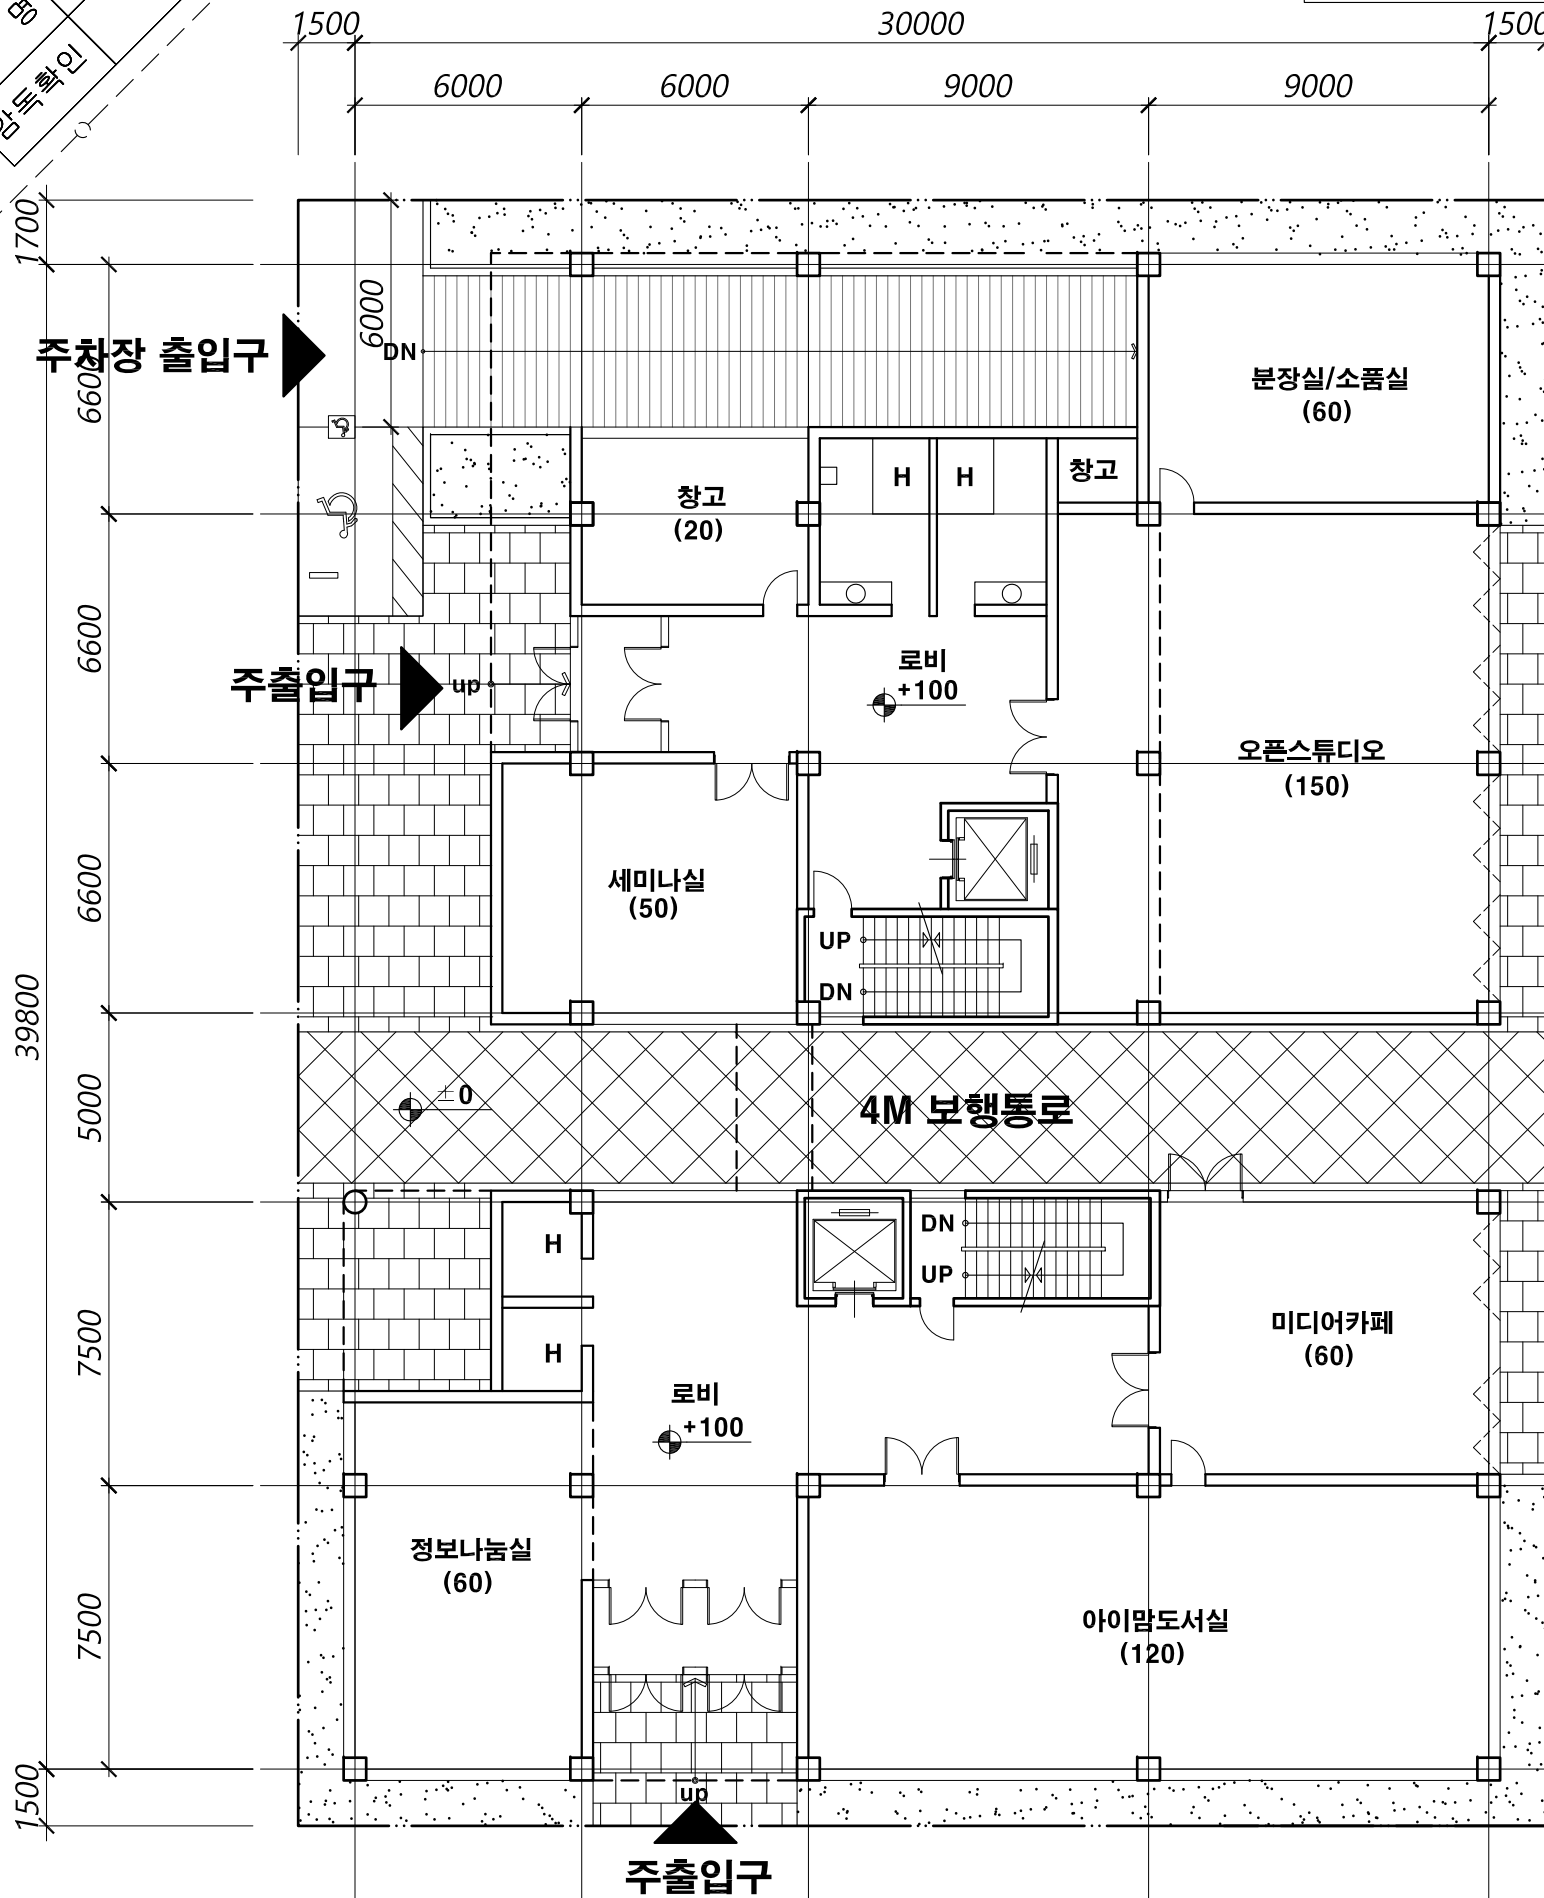 명
감독확인
1500
30000
1500
6000
6000
9000
9000
1700
6000
주차장 출입구
6600
DN
분장실/소품실
(60)
H
H
창고
창고
(20)
6600
로비
+100
주출입구
up
오픈스튜디오
(150)
세미나실
(50)
6600
UP
DN
39800
±0
5000
4M 보행통로
DN
UP
H
H
7500
미디어카페
(60)
로비
+100
정보나눔실
(60)
7500
아이맘도서실
(120)
1500
up
주출입구